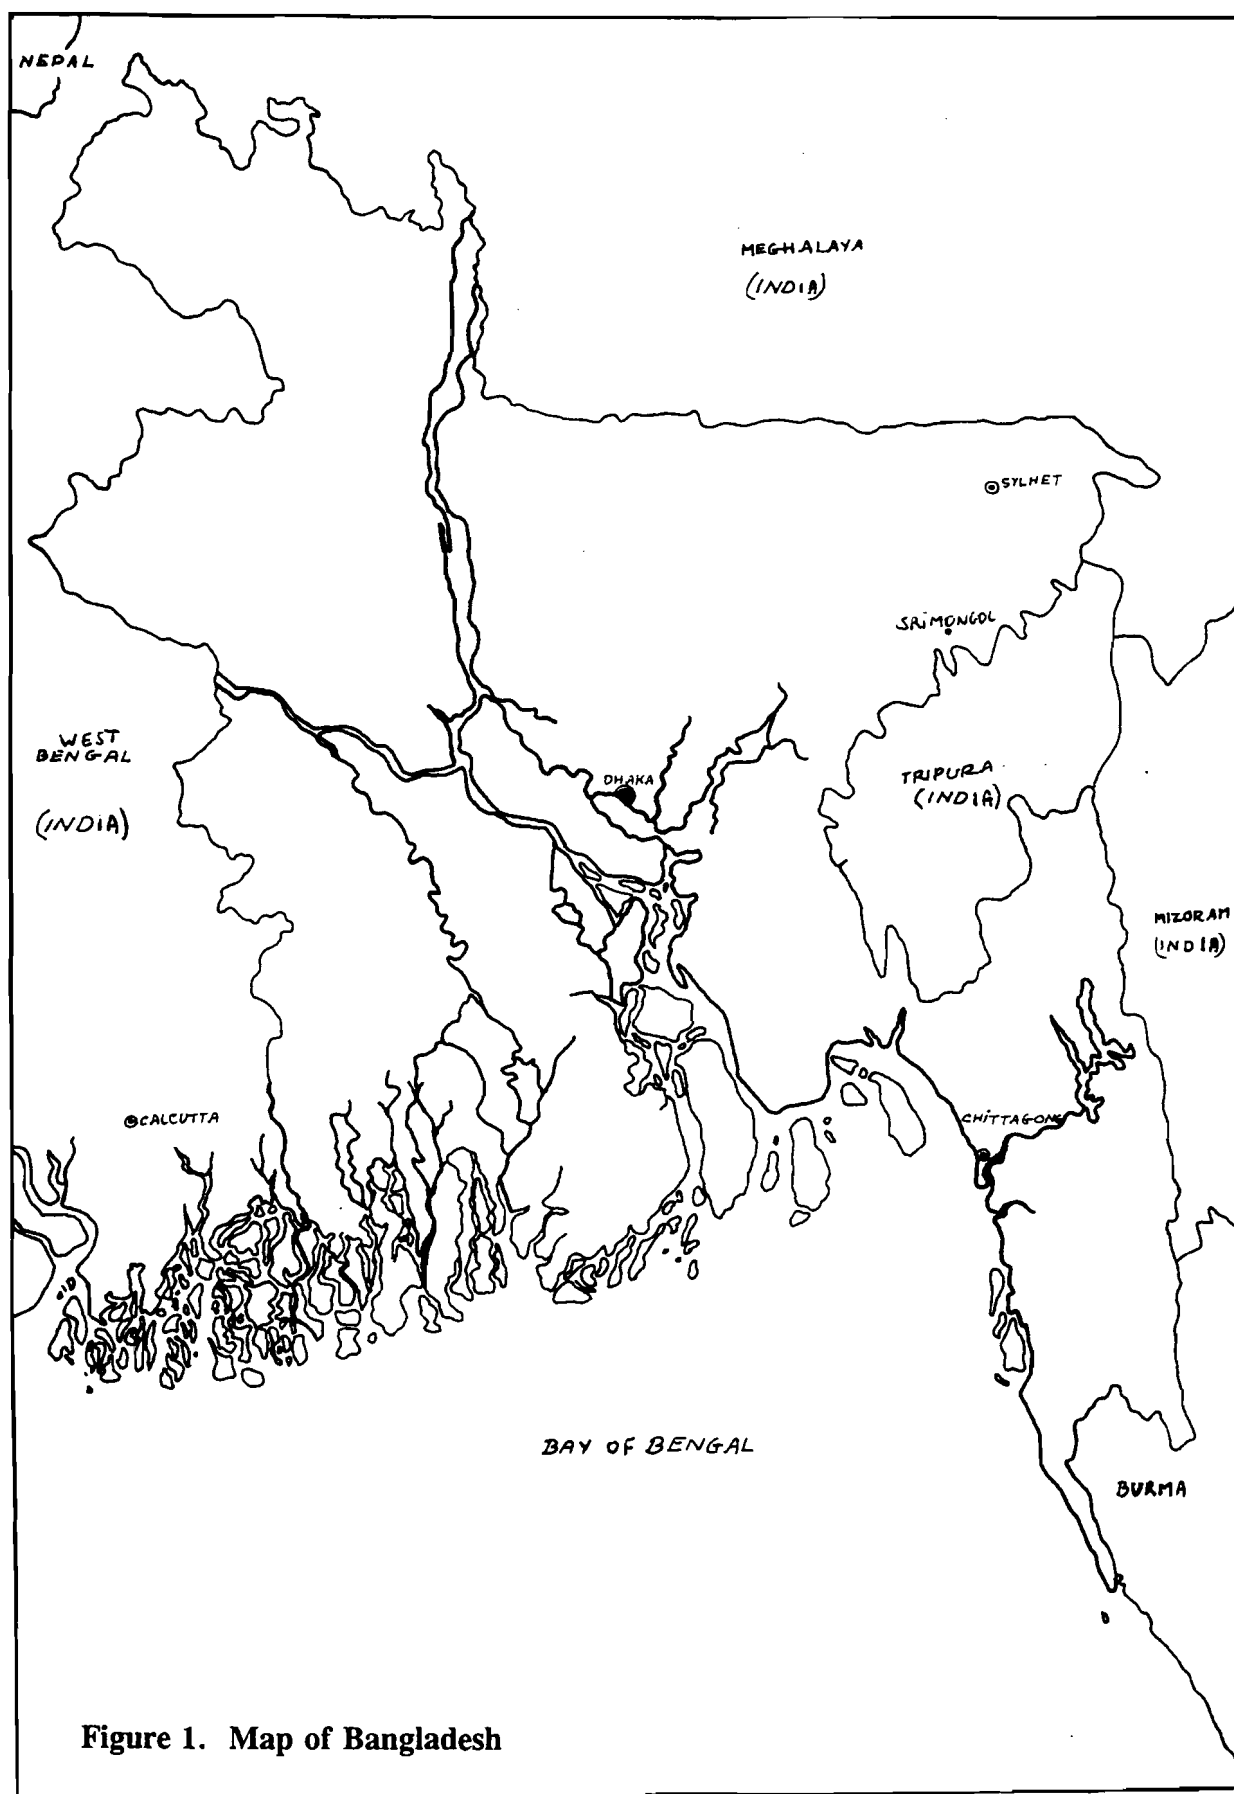 NEPAL
MEGHALAYA
(INDIA)
SYLHET
SRIMONGOL
WEST
BENGAL
(INDIA)
DHAKA
TRIPURA
(INDIA)
MIZORAM
(INDIA)
CALCUTTA
CHITTAGONG
BAY OF BENGAL
BURMA
Figure 1. Map of Bangladesh